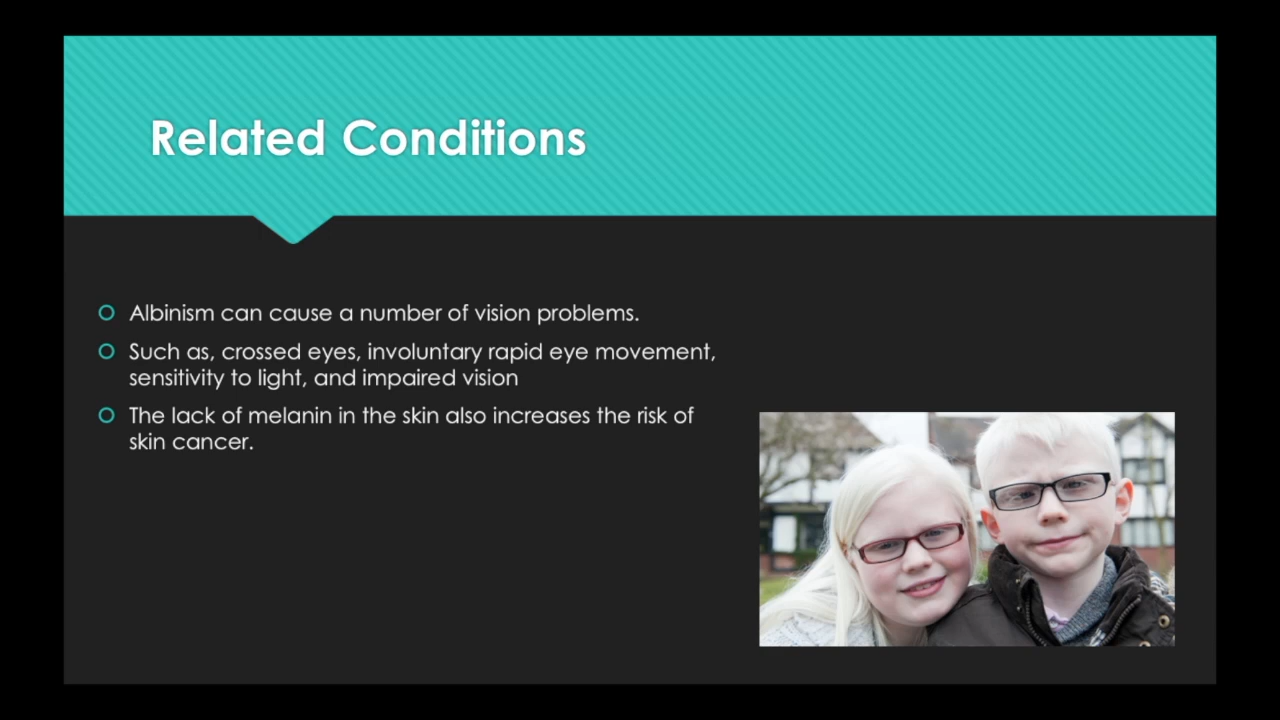 Related Conditions
Albinism can cause a number of vision problems.
Such as, crossed eyes, involuntary rapid eye movement,
sensitivity to light, and impaired vision
The lack of melanin in the skin also increases the risk of
skin cancer.